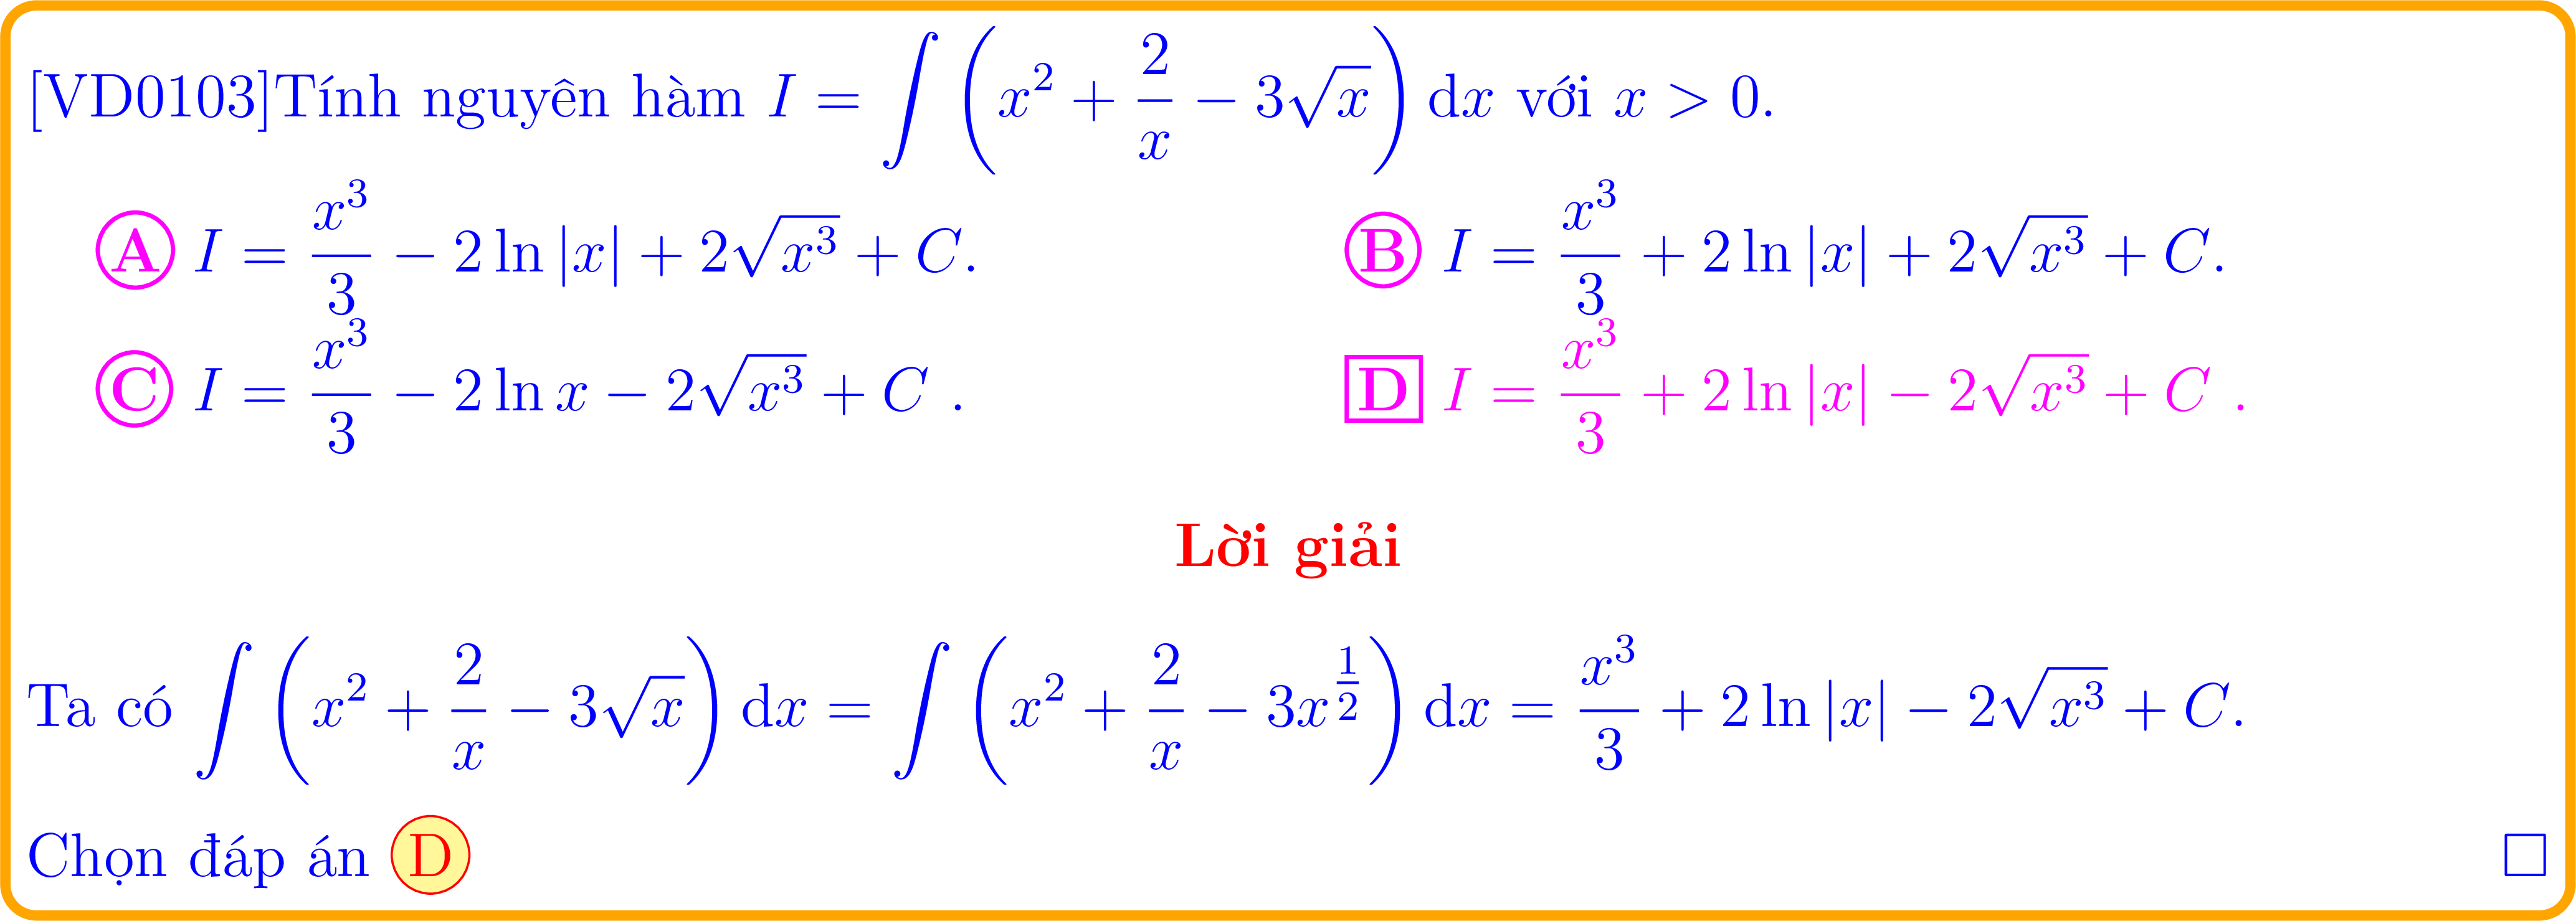 [VD0103]Tính nguyên hàm $I = \int \left( x^2 + \frac{2}{x} - 3\sqrt{x} \right) \mathrm{d}x$ với $x > 0$.
Ⓐ $I = \frac{x^3}{3} - 2\ln|x| + 2\sqrt{x^3} + C$. Ⓑ $I = \frac{x^3}{3} + 2\ln|x| + 2\sqrt{x^3} + C$.
Ⓒ $I = \frac{x^3}{3} - 2\ln x - 2\sqrt{x^3} + C$ . D $I = \frac{x^3}{3} + 2\ln|x| - 2\sqrt{x^3} + C$ .
Lời giải
Ta có $\int \left( x^2 + \frac{2}{x} - 3\sqrt{x} \right) \mathrm{d}x = \int \left( x^2 + \frac{2}{x} - 3x^{\frac{1}{2}} \right) \mathrm{d}x = \frac{x^3}{3} + 2\ln|x| - 2\sqrt{x^3} + C$.
Chọn đáp án Ⓓ □